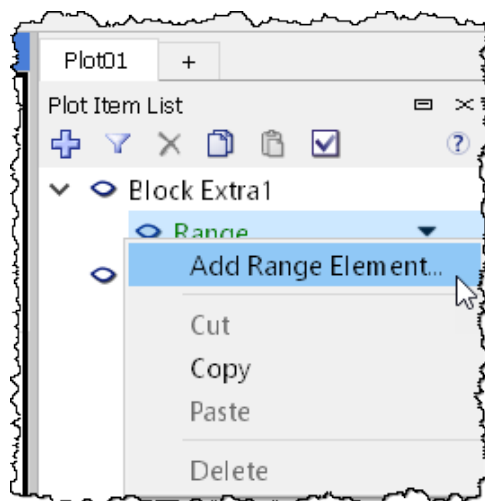 Plot01 +
Plot Item List
?
Block Extra1
Range
Add Range Element...
Cut
Copy
Paste
Delete